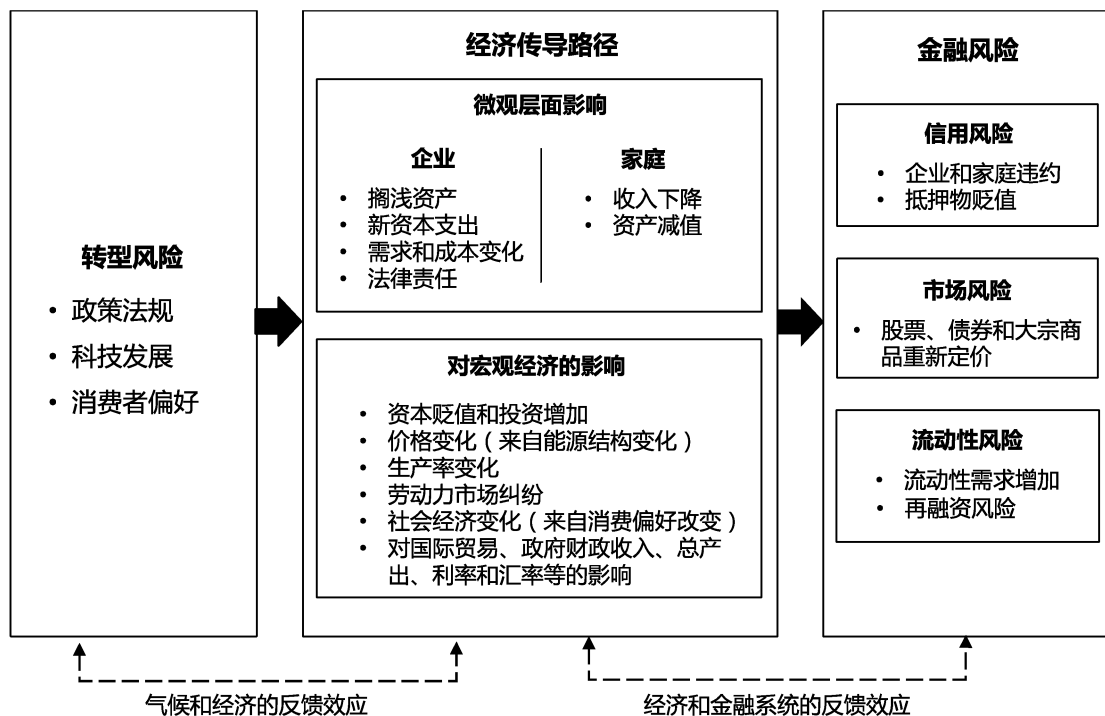 转型风险
• 政策法规
• 科技发展
• 消费者偏好
经济传导路径
微观层面影响
企业
• 搁浅资产
• 新资本支出
• 需求和成本变化
• 法律责任
家庭
• 收入下降
• 资产减值
对宏观经济的影响
• 资本贬值和投资增加
• 价格变化（来自能源结构变化）
• 生产率变化
• 劳动力市场纠纷
• 社会经济变化（来自消费偏好改变）
• 对国际贸易、政府财政收入、总产
出、利率和汇率等的影响
金融风险
信用风险
• 企业和家庭违约
• 抵押物贬值
市场风险
• 股票、债券和大宗商
品重新定价
流动性风险
• 流动性需求增加
• 再融资风险
气候和经济的反馈效应
经济和金融系统的反馈效应